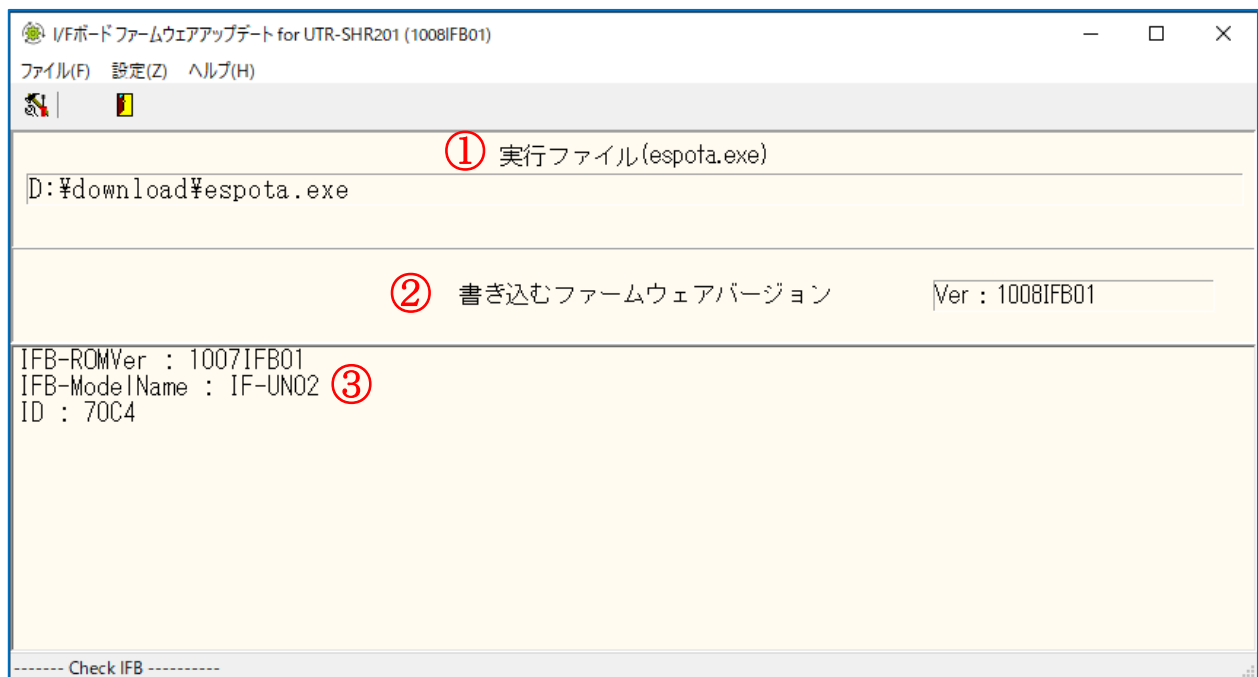 I/Fボード ファームウェアアップデート for UTR-SHR201 (1008IFB01)
ファイル(F) 設定(Z) ヘルプ(H)
① 実行ファイル(espota.exe)
D:¥download¥espota.exe
② 書き込むファームウェアバージョン Ver : 1008IFB01
IFB-ROMVer : 1007IFB01
IFB-ModelName : IF-UN02 ③
ID : 70C4
------- Check IFB ----------